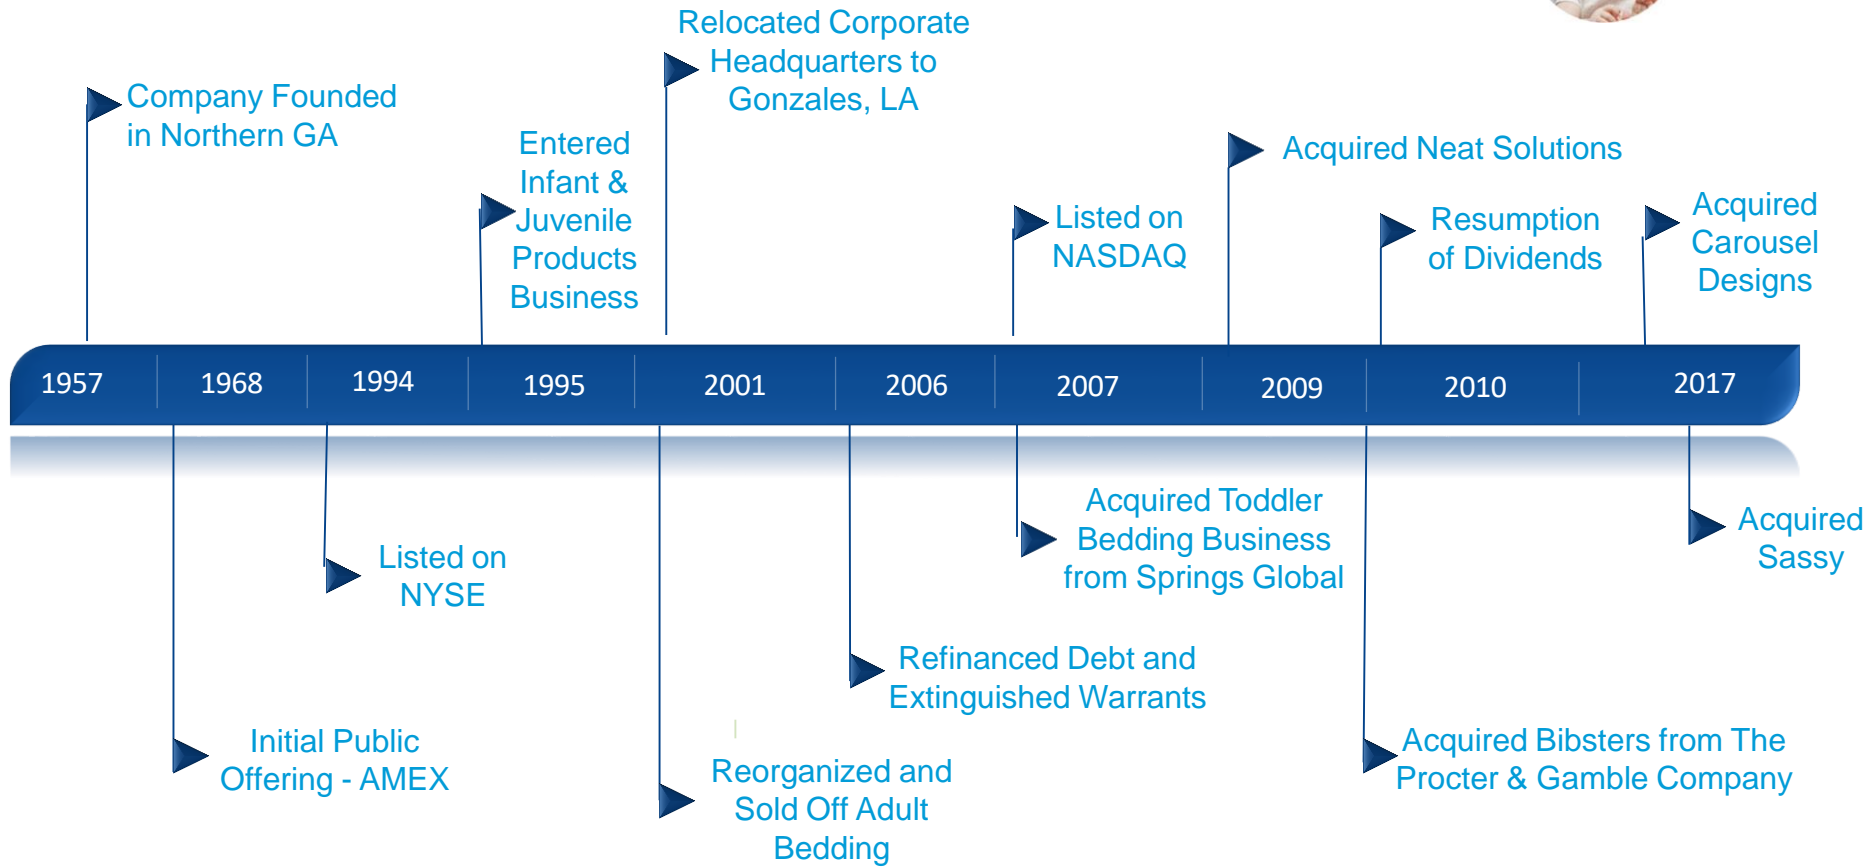 Relocated Corporate
Headquarters to
Gonzales, LA
Company Founded
in Northern GA
Entered
Infant &
Juvenile
Products
Business
Acquired Neat Solutions
Listed on
NASDAQ
Resumption
of Dividends
Acquired
Carousel
Designs
1957
1968
1994
1995
2001
2006
2007
2009
2010
2017
Acquired Toddler
Bedding Business
from Springs Global
Acquired
Sassy
Listed on
NYSE
Refinanced Debt and
Extinguished Warrants
Initial Public
Offering - AMEX
Acquired Bibsters from The
Procter & Gamble Company
Reorganized and
Sold Off Adult
Bedding